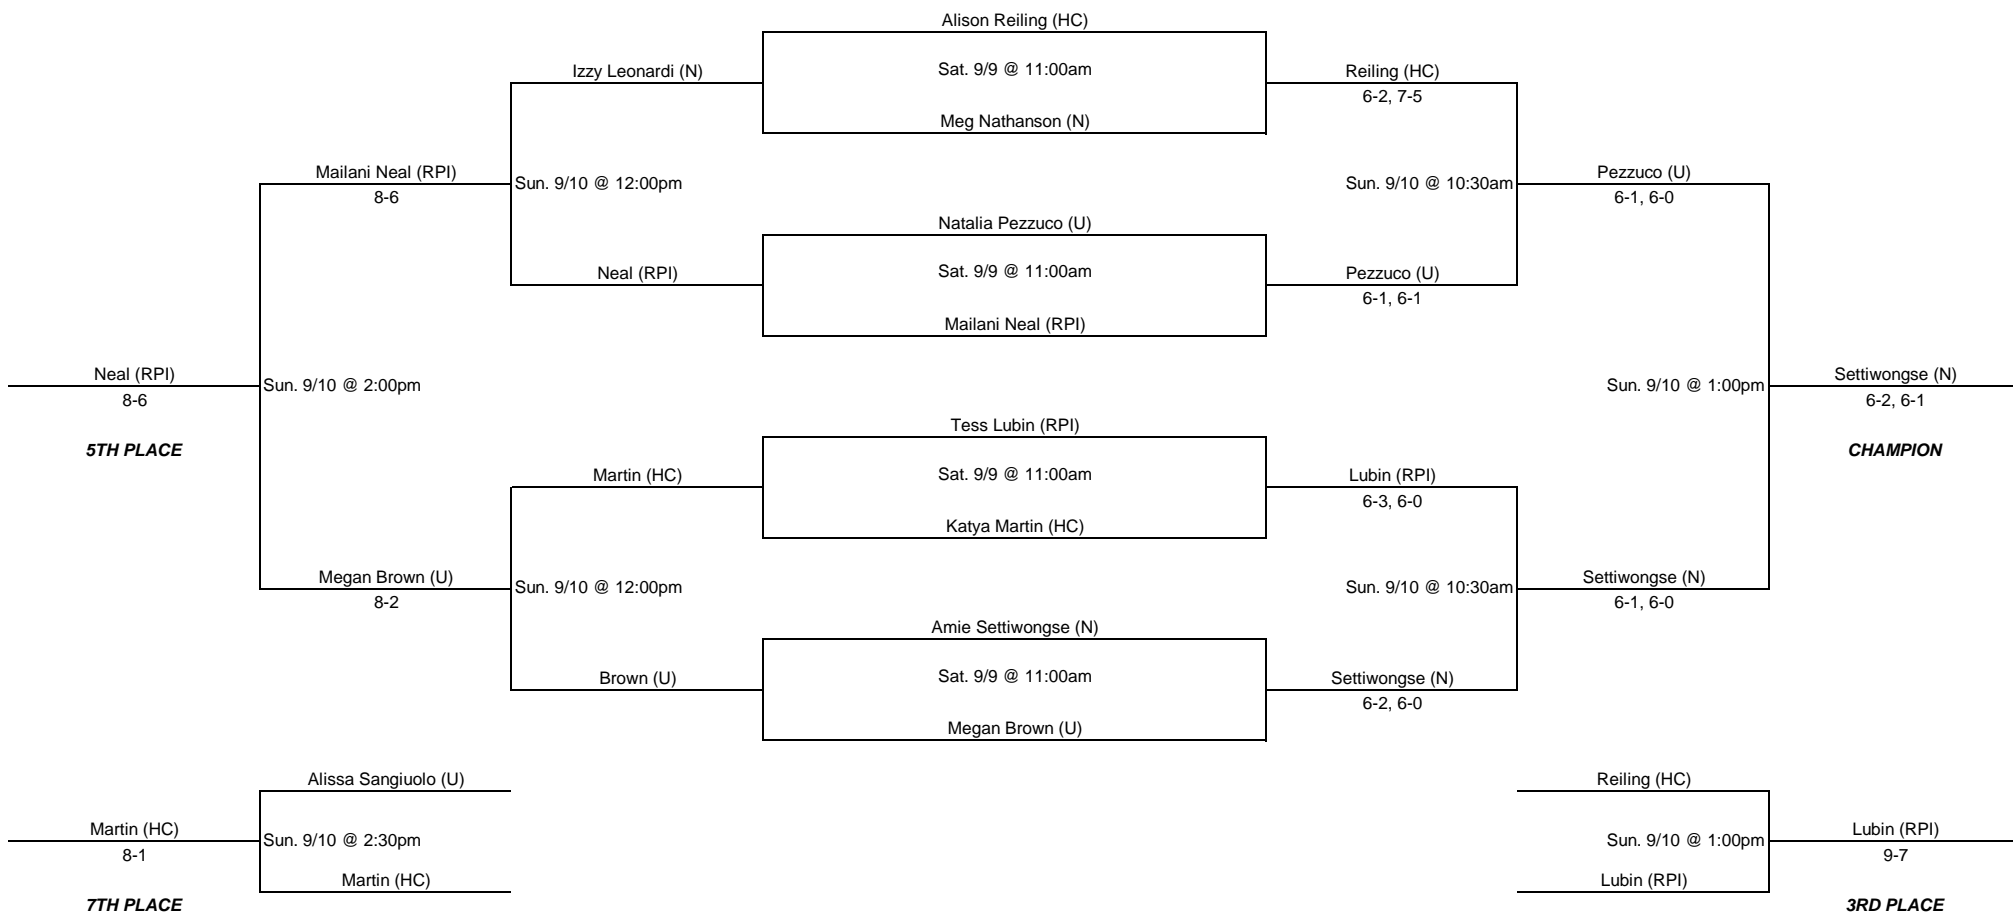 Alison Reiling (HC)
Izzy Leonardi (N)
Sat. 9/9 @ 11:00am
Reiling (HC)
6-2, 7-5
Meg Nathanson (N)
Mailani Neal (RPI)
8-6
Sun. 9/10 @ 12:00pm
Sun. 9/10 @ 10:30am
Pezzuco (U)
6-1, 6-0
Natalia Pezzuco (U)
Neal (RPI)
Sat. 9/9 @ 11:00am
Pezzuco (U)
6-1, 6-1
Mailani Neal (RPI)
Neal (RPI)
8-6
Sun. 9/10 @ 2:00pm
Sun. 9/10 @ 1:00pm
Settiwongse (N)
6-2, 6-1
5TH PLACE
CHAMPION
Tess Lubin (RPI)
Martin (HC)
Sat. 9/9 @ 11:00am
Lubin (RPI)
6-3, 6-0
Katya Martin (HC)
Megan Brown (U)
8-2
Sun. 9/10 @ 12:00pm
Sun. 9/10 @ 10:30am
Settiwongse (N)
6-1, 6-0
Amie Settiwongse (N)
Brown (U)
Sat. 9/9 @ 11:00am
Settiwongse (N)
6-2, 6-0
Megan Brown (U)
Alissa Sangiuolo (U)
Reiling (HC)
Martin (HC)
8-1
Sun. 9/10 @ 2:30pm
Sun. 9/10 @ 1:00pm
Lubin (RPI)
9-7
Martin (HC)
Lubin (RPI)
7TH PLACE
3RD PLACE